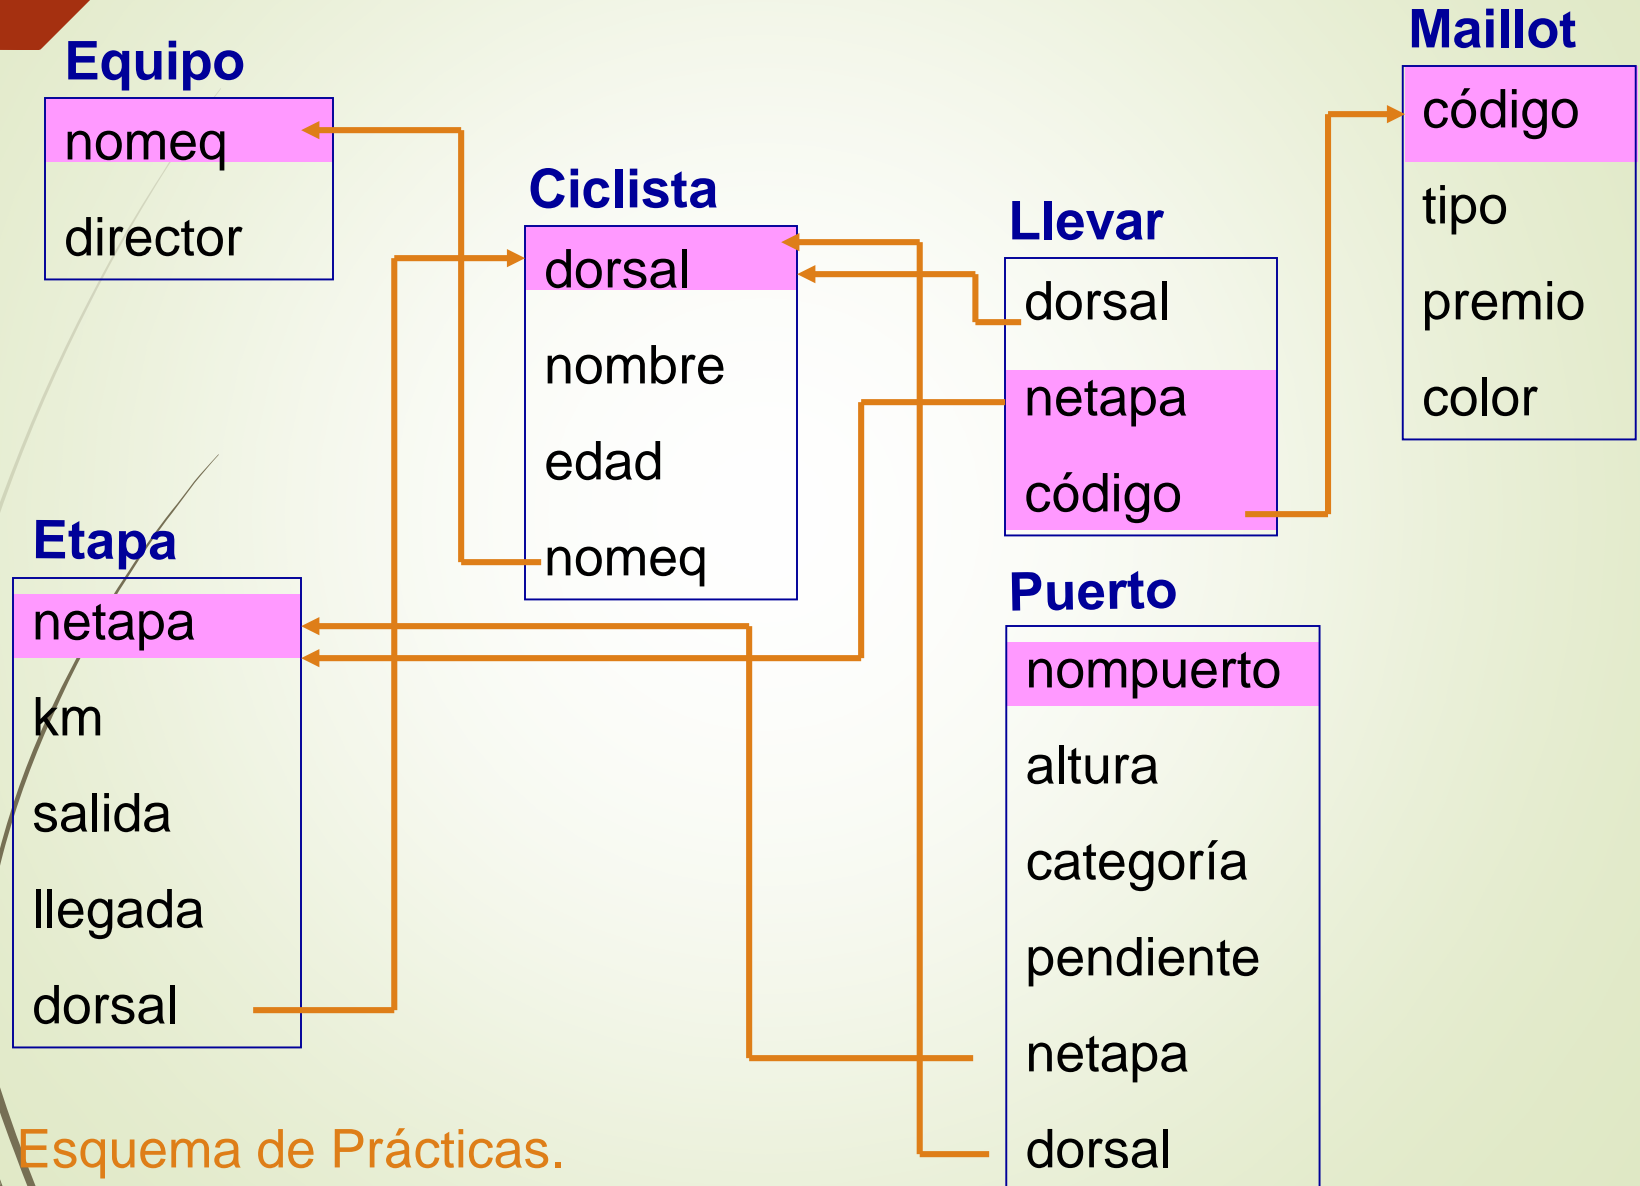 Equipo
nomeq
director
Ciclista
dorsal
nombre
edad
nomeq
Llevar
dorsal
netapa
código
Maillot
código
tipo
premio
color
Etapa
netapa
km
salida
llegada
dorsal
Puerto
nompuerto
altura
categoría
pendiente
netapa
dorsal
Esquema de Prácticas.